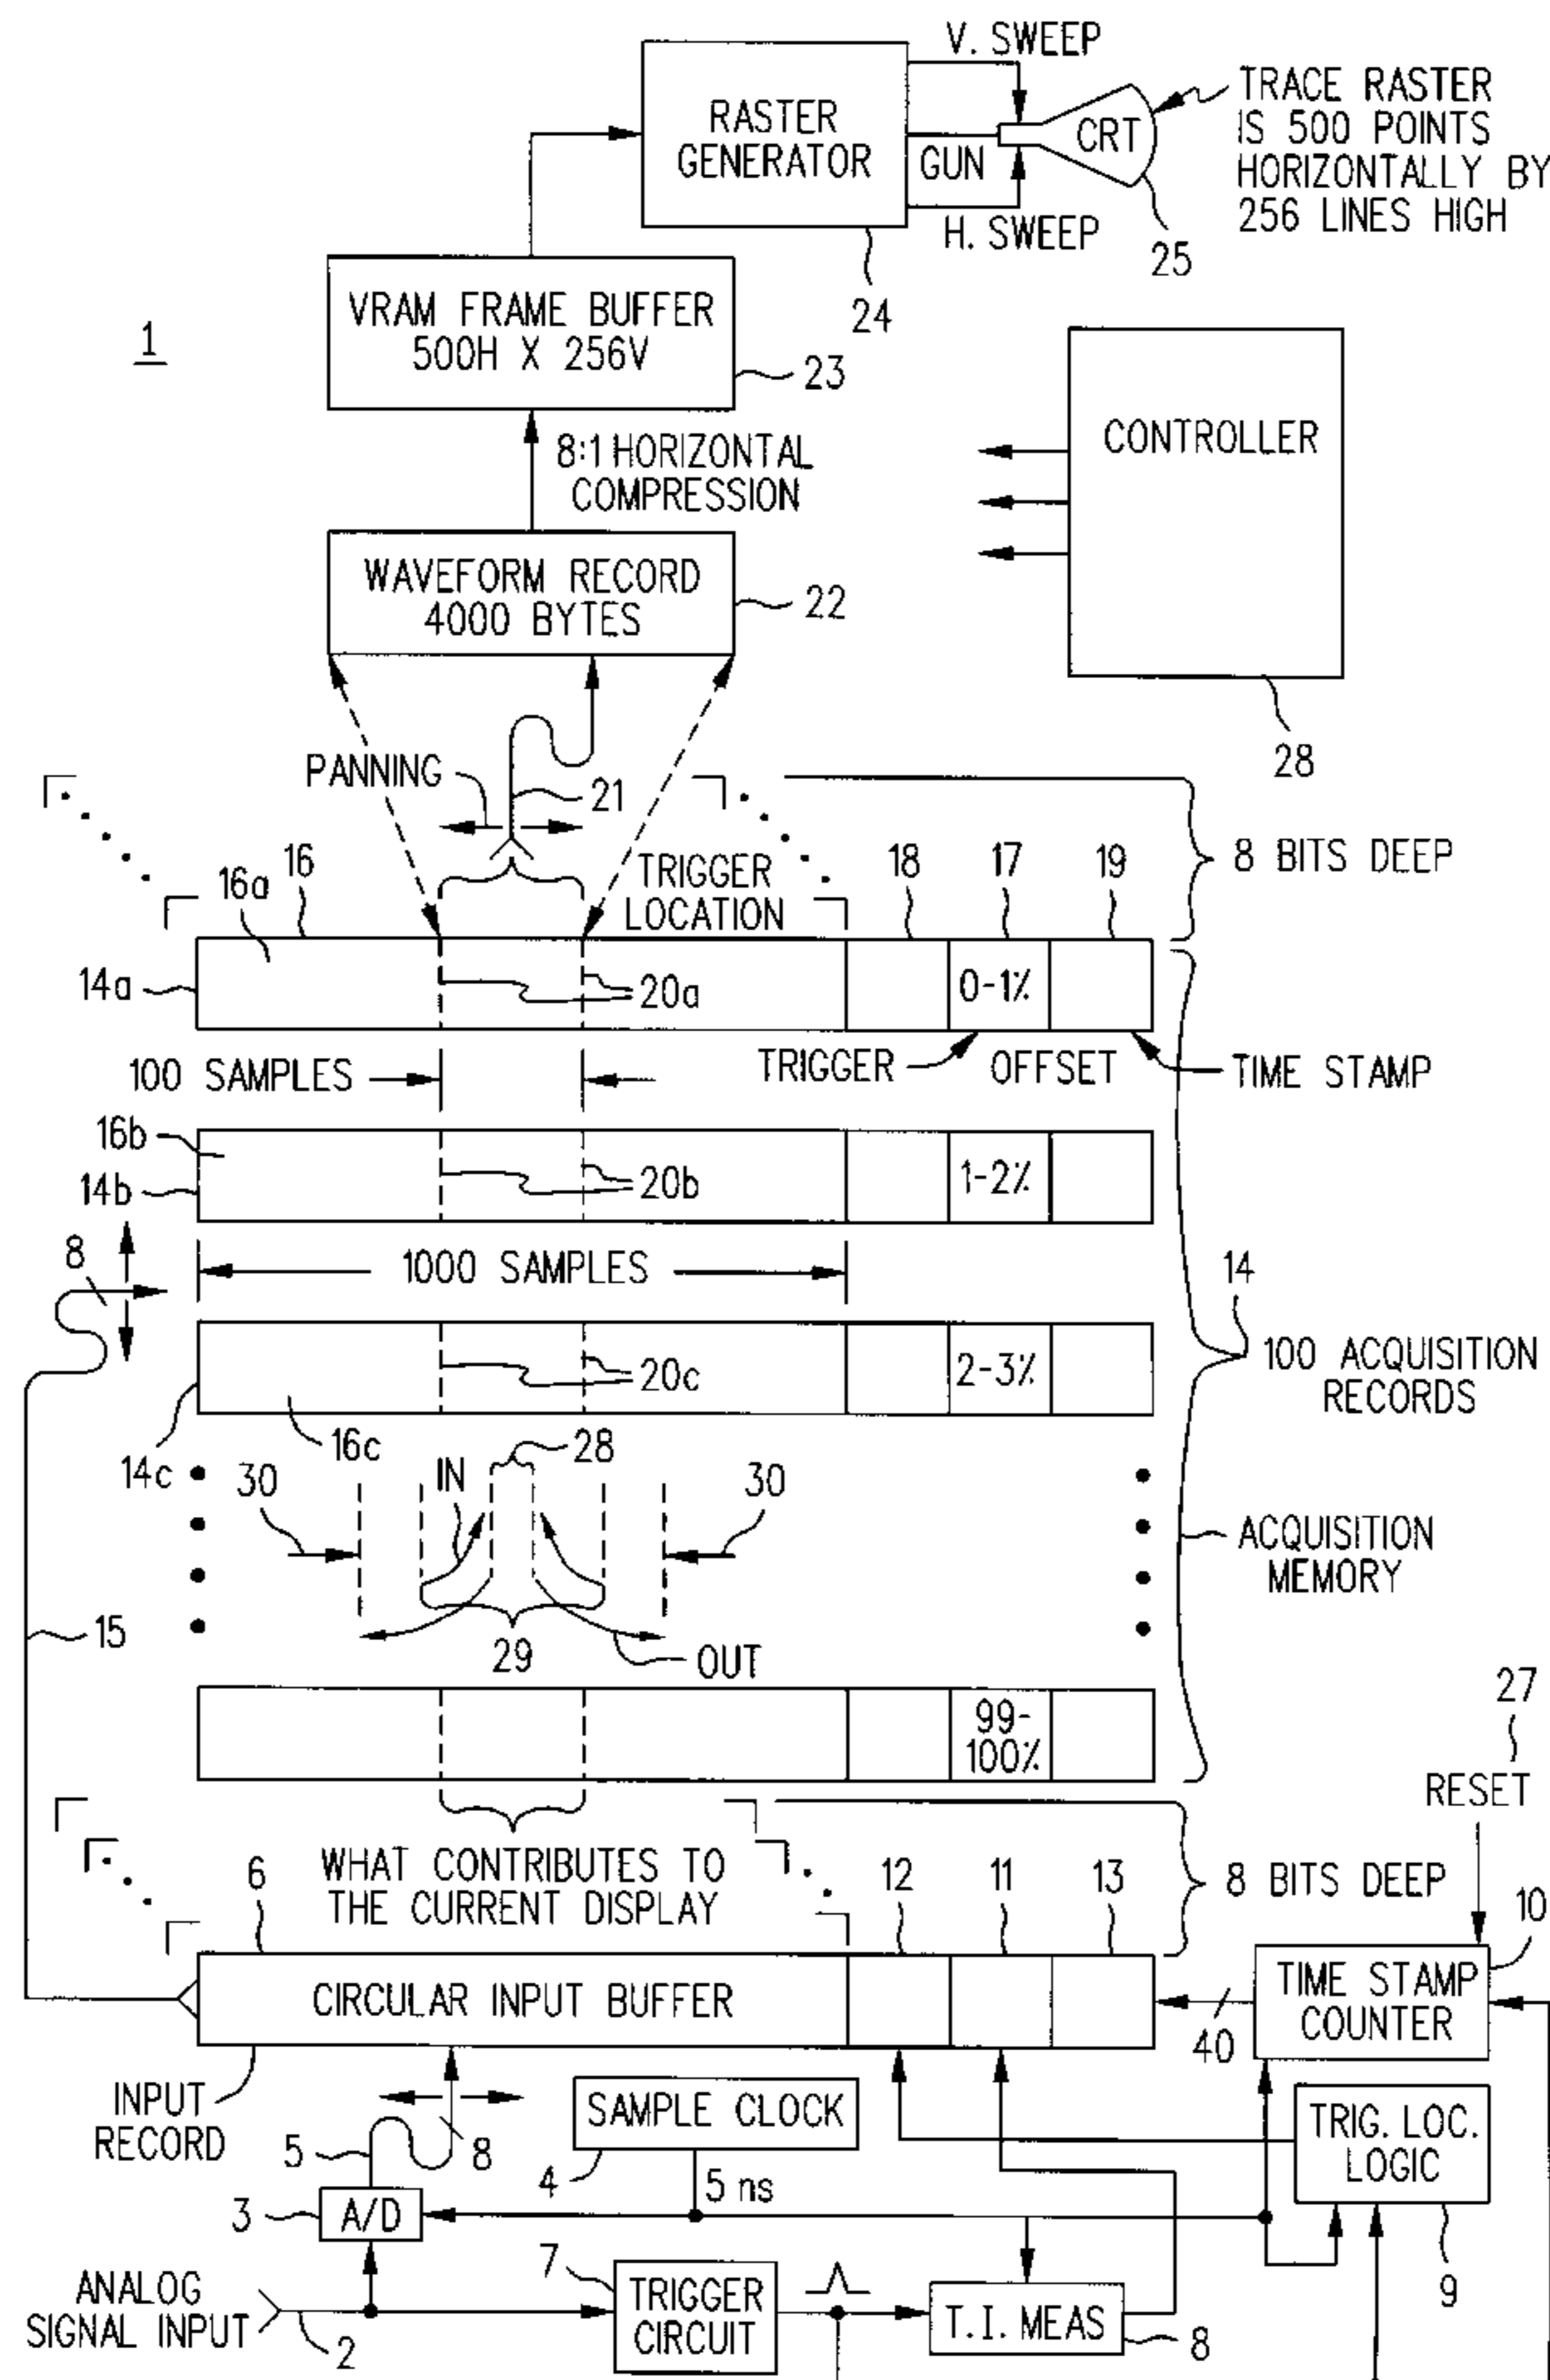 V. SWEEP
RASTER
GENERATOR
GUN
CRT
H. SWEEP
TRACE RASTER
IS 500 POINTS
HORIZONTALLY BY
256 LINES HIGH
25
24
1
VRAM FRAME BUFFER
500H X 256V
23
CONTROLLER
28
8:1 HORIZONTAL
COMPRESSION
WAVEFORM RECORD
4000 BYTES
22
PANNING
21
8 BITS DEEP
16a
16
TRIGGER
LOCATION
18
17
19
14a
20a
0-1%
100 SAMPLES
TRIGGER
OFFSET
TIME STAMP
16b
14b
20b
1-2%
8
1000 SAMPLES
14
100 ACQUISITION
RECORDS
20c
2-3%
14c
16c
28
30
IN
30
ACQUISITION
MEMORY
15
29
OUT
99-
100%
27
RESET
WHAT CONTRIBUTES TO
THE CURRENT DISPLAY
6
12
11
13
8 BITS DEEP
10
CIRCULAR INPUT BUFFER
TIME STAMP
COUNTER
40
INPUT
RECORD
SAMPLE CLOCK
TRIG. LOC.
LOGIC
5
8
4
5 ns
3
A/D
9
ANALOG
SIGNAL INPUT
2
7
TRIGGER
CIRCUIT
T.I. MEAS
8